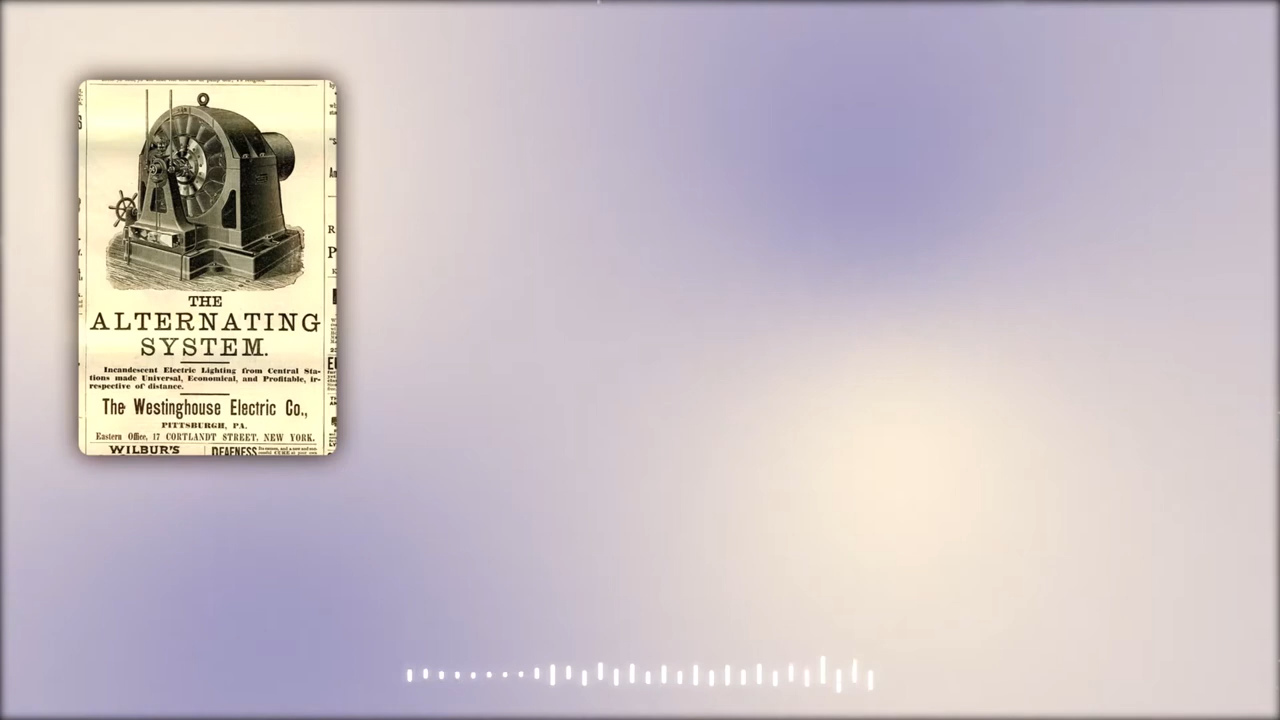 THE
ALTERNATING
SYSTEM.
Incandescent Electric Lighting from Central Sta-
tions made Universal, Economical, and Profitable, ir-
respective of distance.
The Westinghouse Electric Co.,
PITTSBURGH, PA.
Eastern Office, 17 CORTLANDT STREET, NEW YORK.
WILBUR'S
DEAFNESS